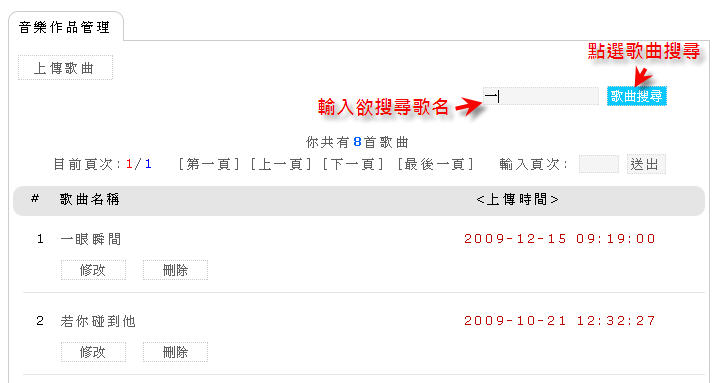 音樂作品管理
上傳歌曲
點選歌曲搜尋
輸入欲搜尋歌名 一 歌曲搜尋
你共有8首歌曲
目前頁次:1/1 [第一頁] [上一頁] [下一頁] [最後一頁] 輸入頁次: 送出
# 歌曲名稱 <上傳時間>
1 一眼瞬間 2009-12-15 09:19:00
修改 刪除
2 若你碰到他 2009-10-21 12:32:27
修改 刪除